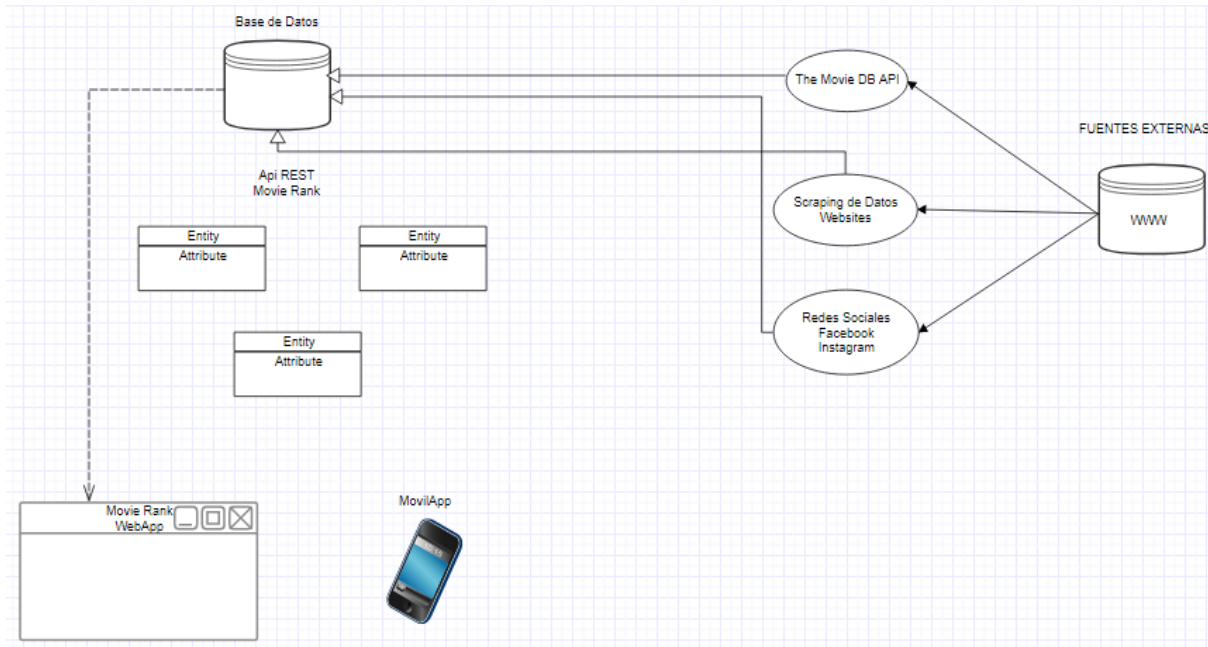 Base de Datos
The Movie DB API
FUENTES EXTERNAS
Api REST
Movie Rank
Scraping de Datos
Websites
WWW
Entity
Attribute
Entity
Attribute
Redes Sociales
Facebook
Instagram
Entity
Attribute
Movie Rank
WebApp
MovilApp